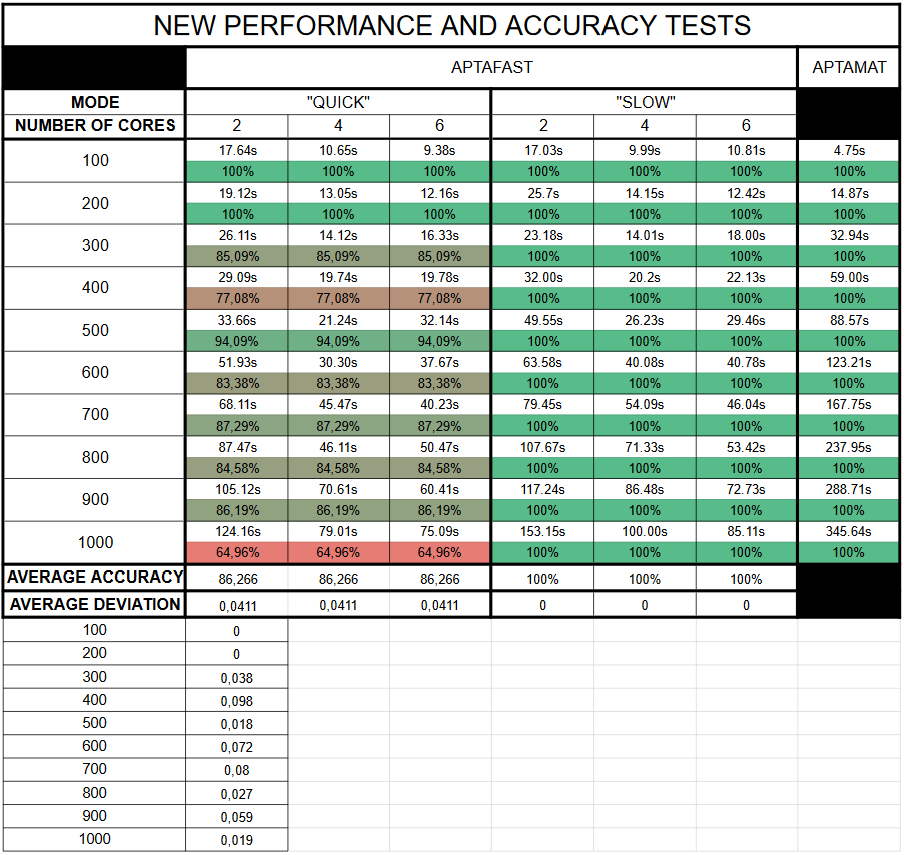 NEW PERFORMANCE AND ACCURACY TESTS
APTAFAST APTAMAT
MODE "QUICK" "SLOW"
NUMBER OF CORES 2 4 6 2 4 6
100 17.64s 10.65s 9.38s 17.03s 9.99s 10.81s 4.75s
100% 100% 100% 100% 100% 100% 100%
200 19.12s 13.05s 12.16s 25.7s 14.15s 12.42s 14.87s
100% 100% 100% 100% 100% 100% 100%
300 26.11s 14.12s 16.33s 23.18s 14.01s 18.00s 32.94s
85,09% 85,09% 85,09% 100% 100% 100% 100%
400 29.09s 19.74s 19.78s 32.00s 20.2s 22.13s 59.00s
77,08% 77,08% 77,08% 100% 100% 100% 100%
500 33.66s 21.24s 32.14s 49.55s 26.23s 29.46s 88.57s
94,09% 94,09% 94,09% 100% 100% 100% 100%
600 51.93s 30.30s 37.67s 63.58s 40.08s 40.78s 123.21s
83,38% 83,38% 83,38% 100% 100% 100% 100%
700 68.11s 45.47s 40.23s 79.45s 54.09s 46.04s 167.75s
87,29% 87,29% 87,29% 100% 100% 100% 100%
800 87.47s 46.11s 50.47s 107.67s 71.33s 53.42s 237.95s
84,58% 84,58% 84,58% 100% 100% 100% 100%
900 105.12s 70.61s 60.41s 117.24s 86.48s 72.73s 288.71s
86,19% 86,19% 86,19% 100% 100% 100% 100%
1000 124.16s 79.01s 75.09s 153.15s 100.00s 85.11s 345.64s
64,96% 64,96% 64,96% 100% 100% 100% 100%
AVERAGE ACCURACY 86,266 86,266 86,266 100% 100% 100%
AVERAGE DEVIATION 0,0411 0,0411 0,0411 0 0 0
100 0
200 0
300 0,038
400 0,098
500 0,018
600 0,072
700 0,08
800 0,027
900 0,059
1000 0,019